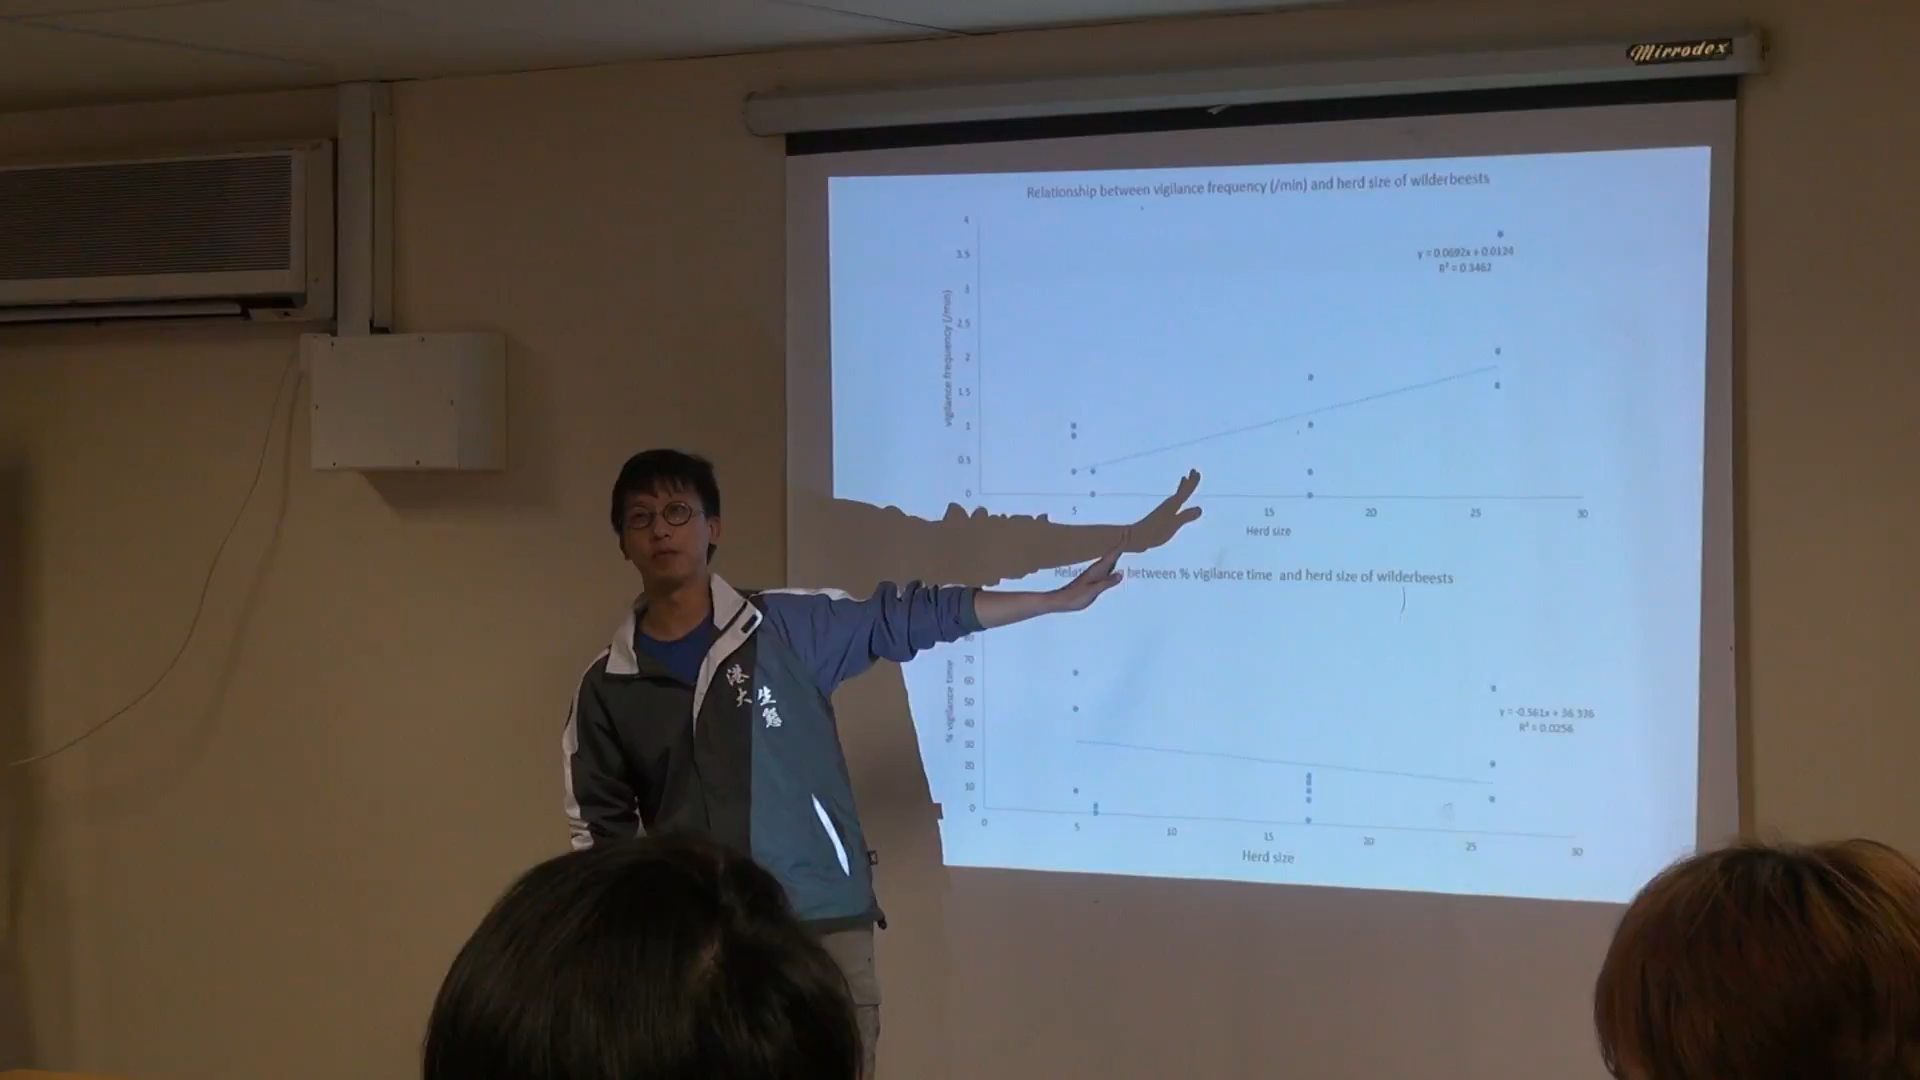 Mirrodex
Relationship between vigilance frequency (/min) and herd size of wilderbeests
4
3.5
3
2.5
2
1.5
1
0.5
0
vigilance frequency (/min)
y = 0.0692x + 0.0124
R² = 0.3462
5
15
20
25
30
Herd size
between % vigilance time and herd size of wilderbeests
80
70
60
50
40
30
20
10
0
% vigilance time
y = -0.561x + 36.336
R² = 0.0256
0
5
10
15
20
25
30
Herd size
港大
生態